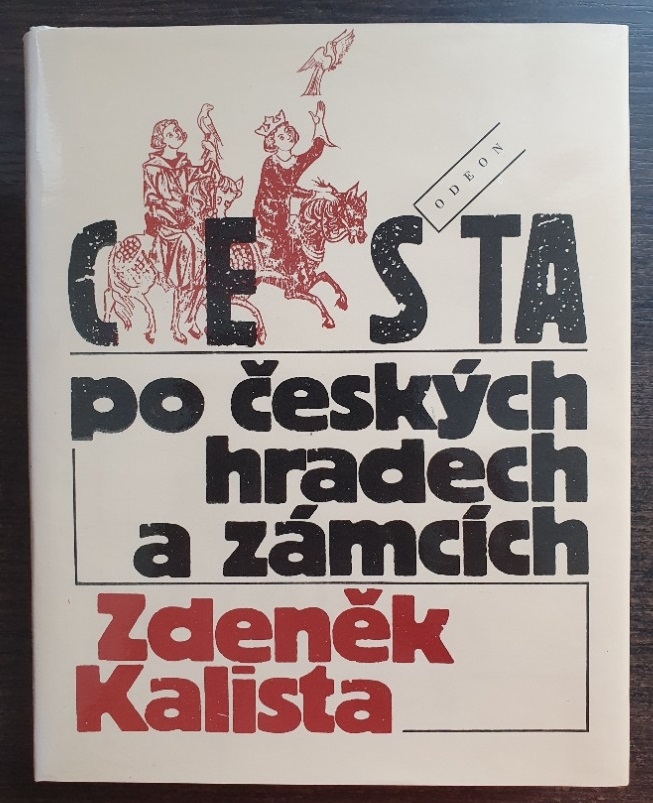 ODEON
CESTA
po českých
hradech
a zámcích
Zdeněk
Kalista